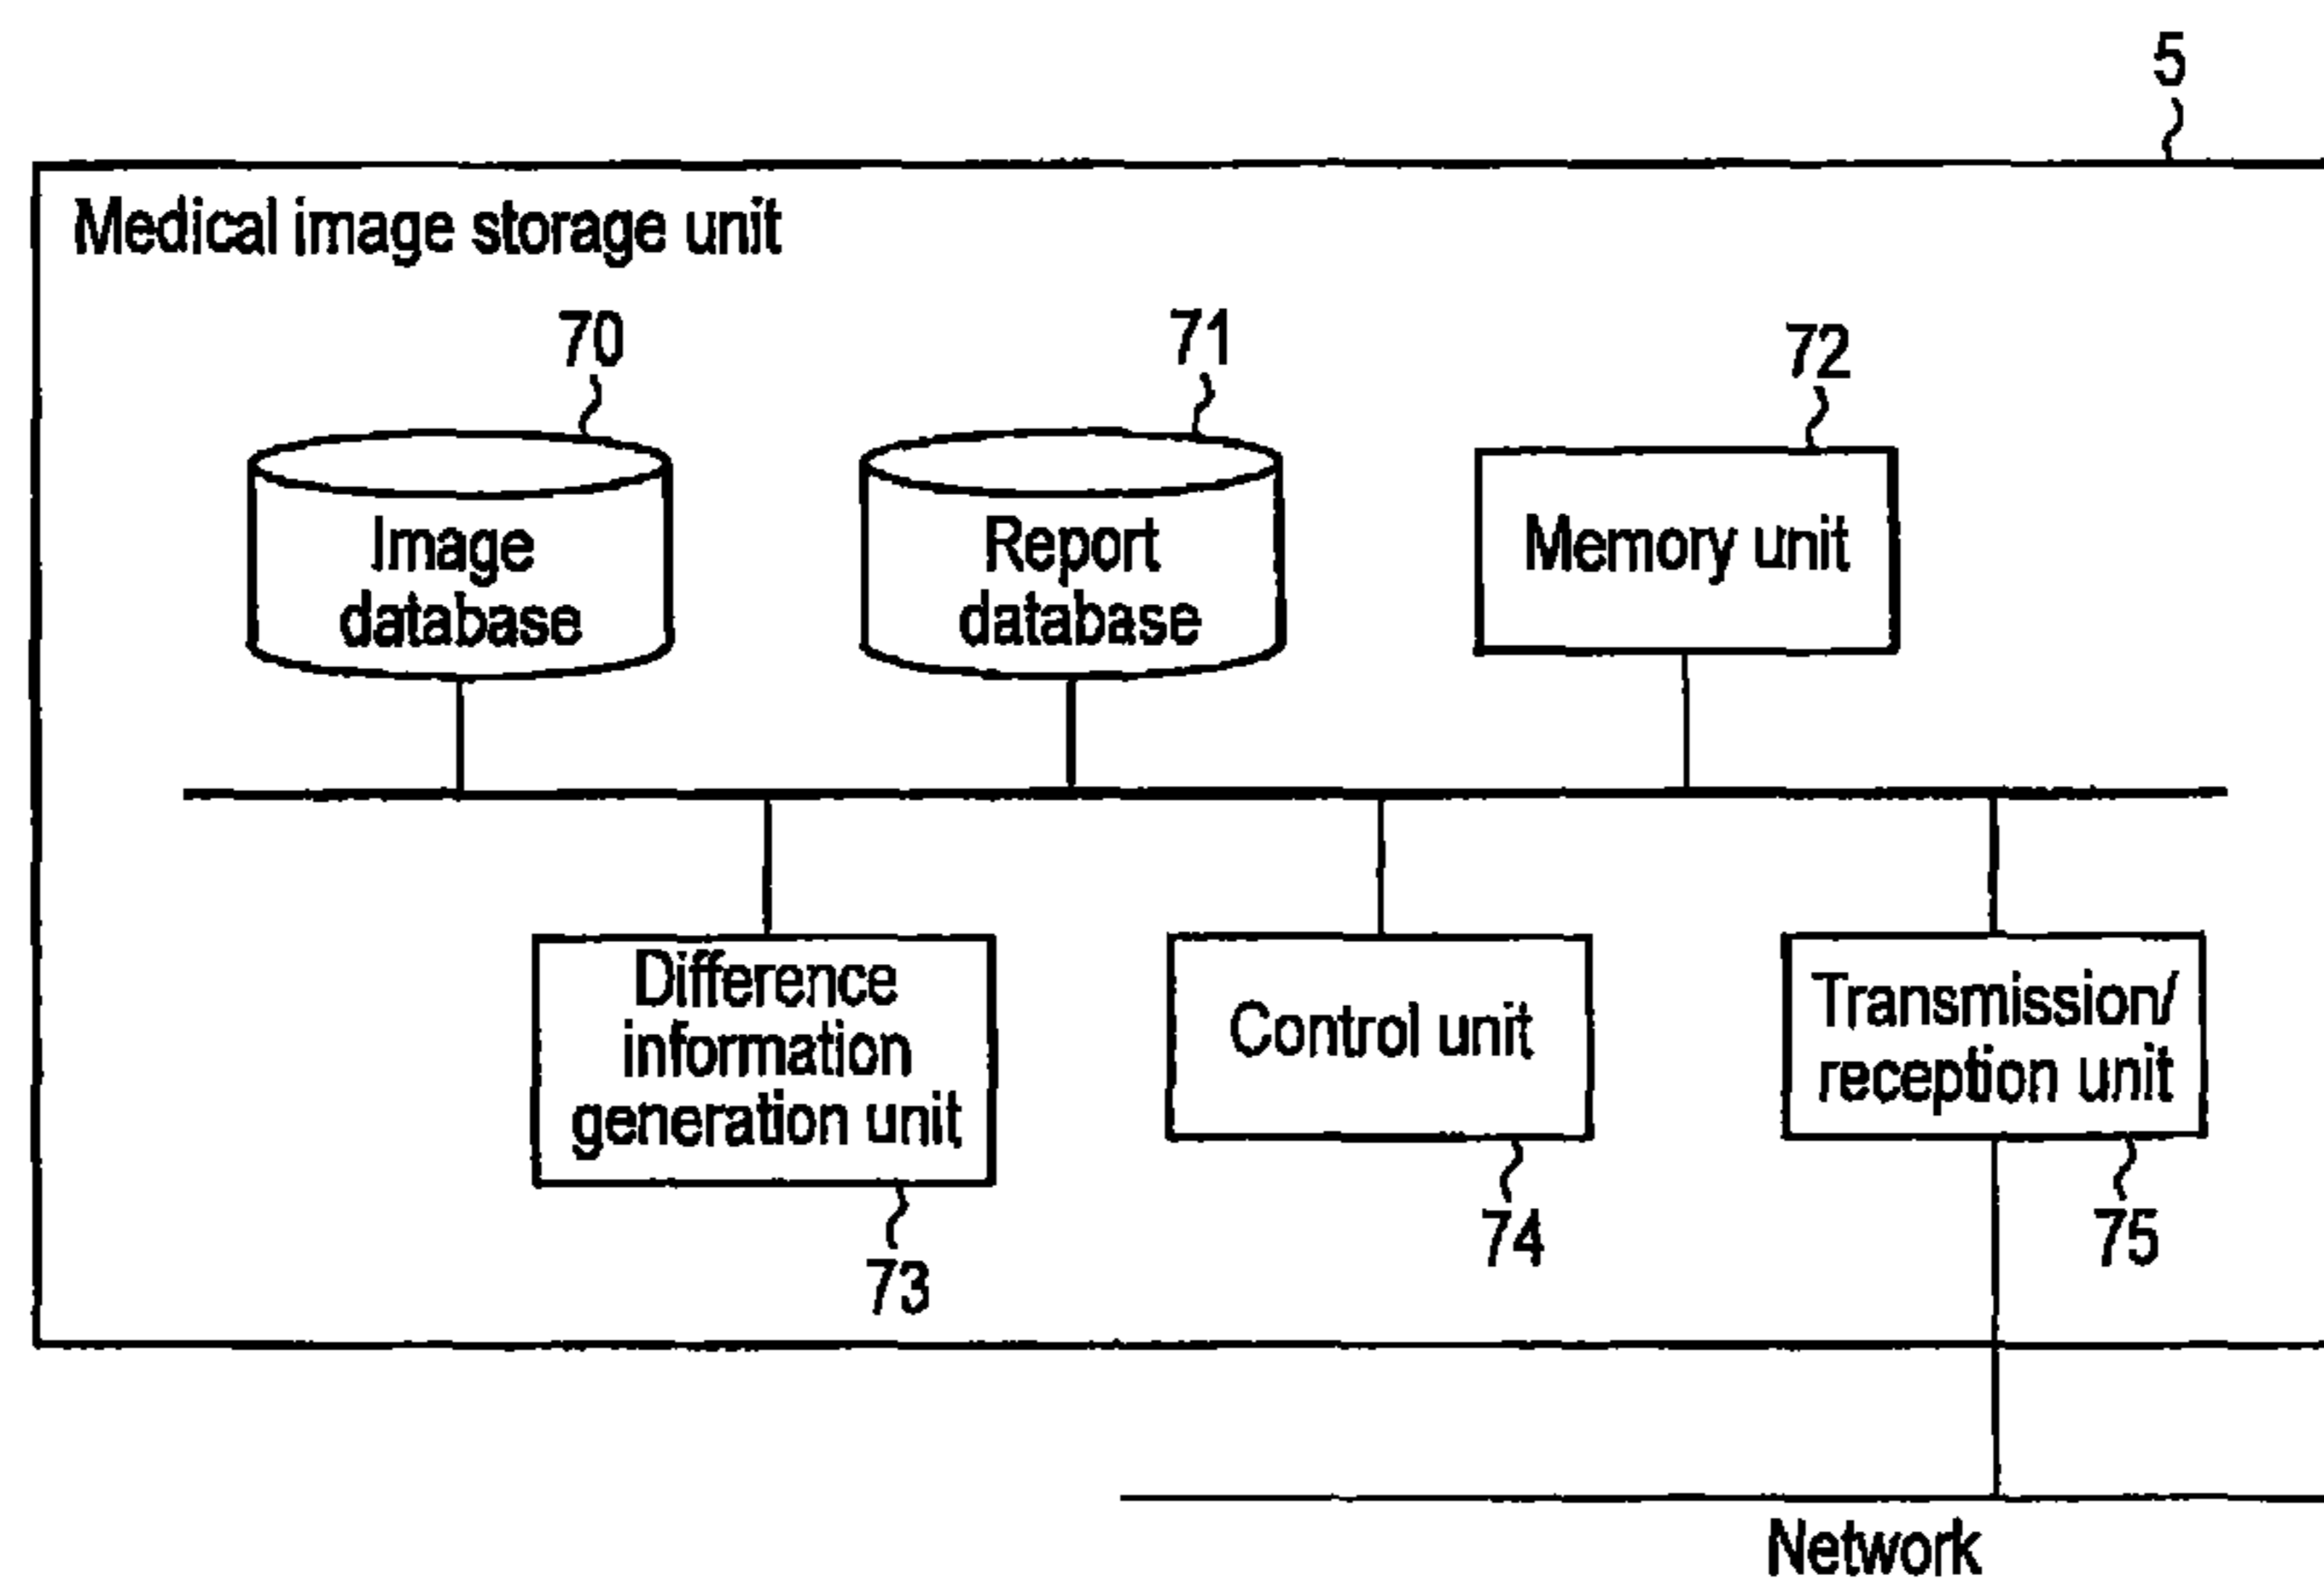 5
Medical image storage unit
70
71
72
Image
database
Report
database
Memory unit
Difference
information
generation unit
Control unit
Transmission/
reception unit
73
74
75
Network